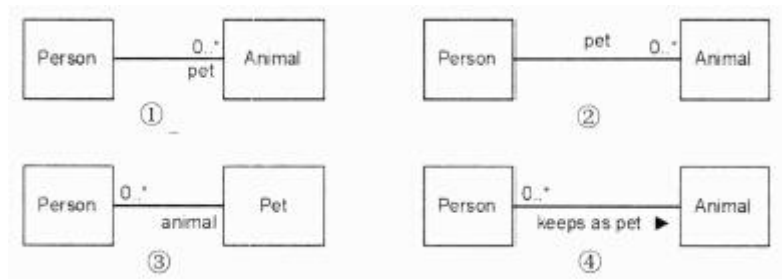 Person 0..* pet Animal
①
Person pet 0..* Animal
②
Person 0..* animal Pet
③
Person 0..* keeps as pet ► Animal
④